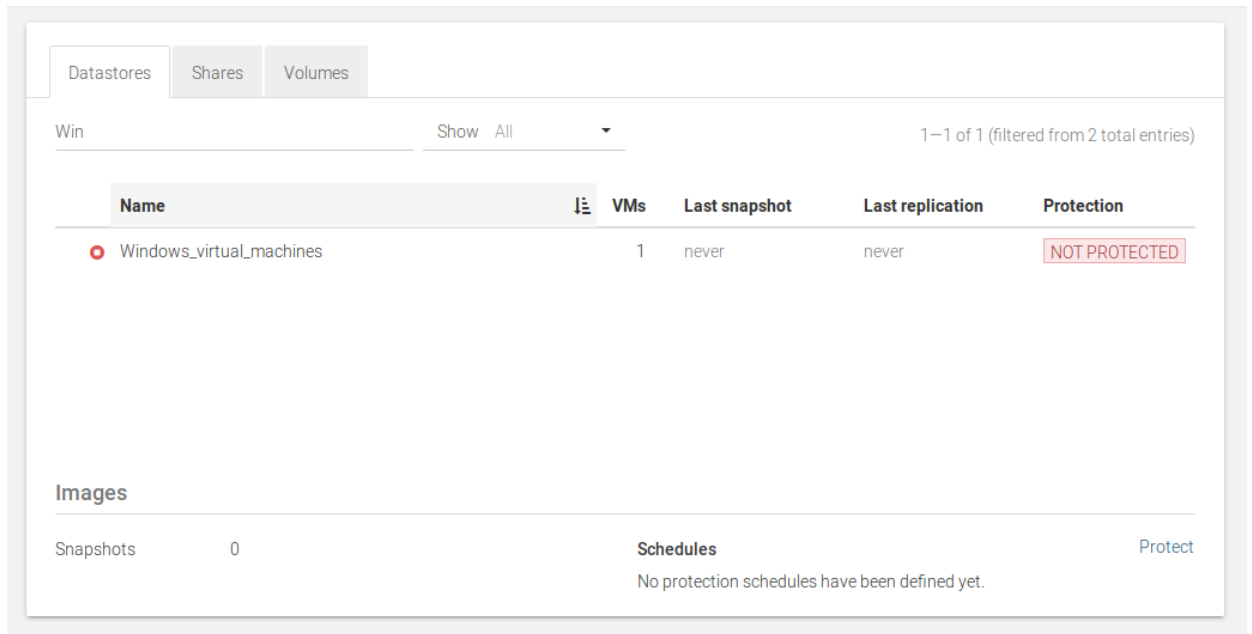 Datastores Shares Volumes
Win Show All 1–1 of 1 (filtered from 2 total entries)
Name VMs Last snapshot Last replication Protection
Windows_virtual_machines 1 never never NOT PROTECTED
Images
Snapshots 0 Schedules Protect
No protection schedules have been defined yet.